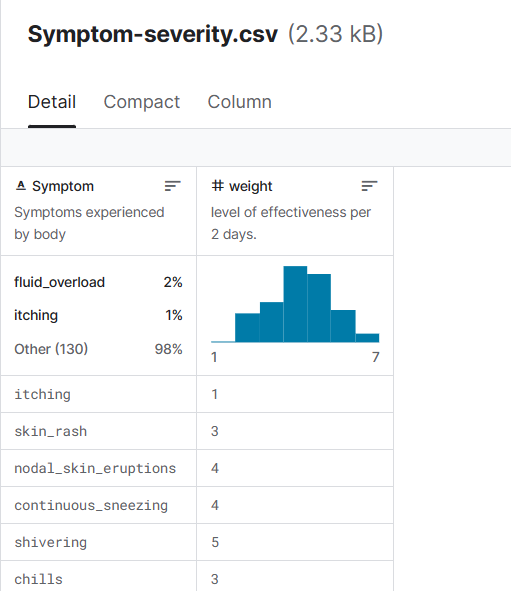 Symptom-severity.csv (2.33 kB)
Detail Compact Column
A Symptom # weight
Symptoms experienced level of effectiveness per
by body 2 days.
fluid_overload 2%
itching 1%
Other (130) 98%
1 7
itching 1
skin_rash 3
nodal_skin_eruptions 4
continuous_sneezing 4
shivering 5
chills 3